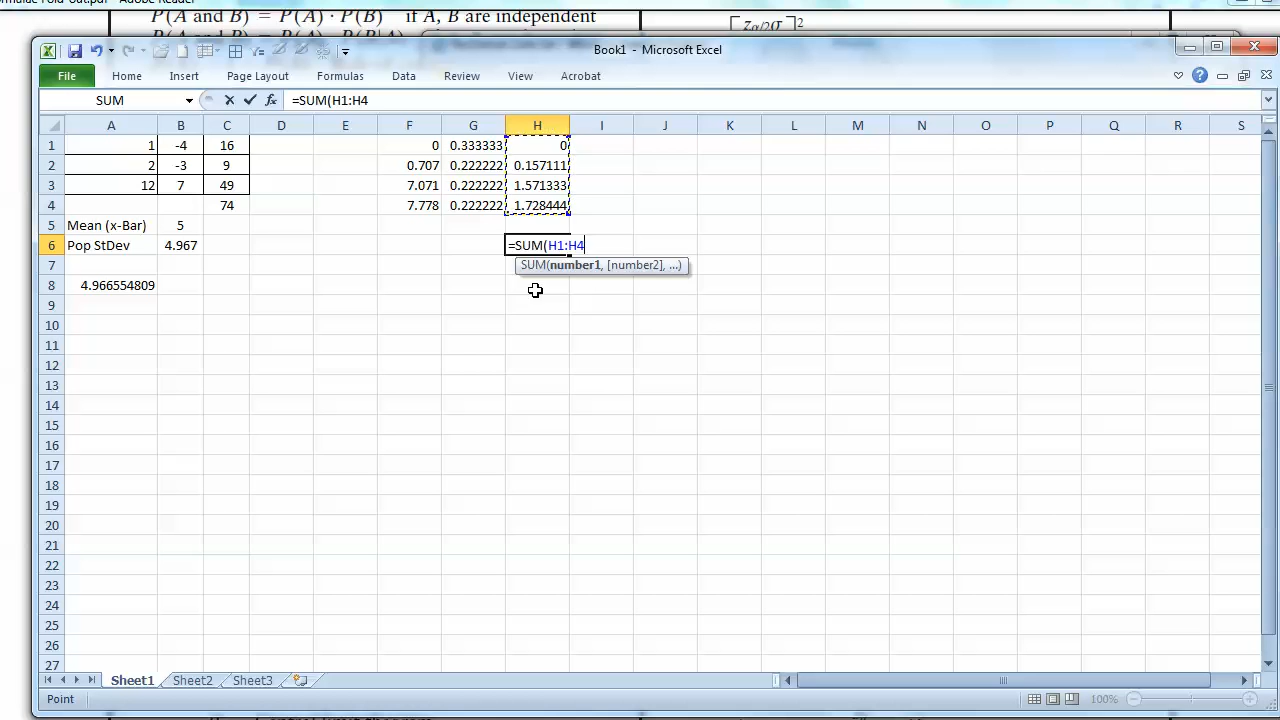 Adobe Reader
P(A and B) = P(A) · P(B) if A, B are independent
zα/2σ 2
Book1 - Microsoft Excel
File Home Insert Page Layout Formulas Data Review View Acrobat
SUM =SUM(H1:H4
A B C D E F G H I J K L M N O P Q R S
1 1 -4 16 0 0.333333 0
2 2 -3 9 0.707 0.222222 0.157111
3 12 7 49 7.071 0.222222 1.571333
4 74 7.778 0.222222 1.728444
5 Mean (x-Bar) 5
6 Pop StDev 4.967 =SUM(H1:H4
7 SUM(number1, [number2], ...)
8 4.966554809
9
10
11
12
13
14
15
16
17
18
19
20
21
22
23
24
25
26
27
Sheet1 Sheet2 Sheet3
Point 100%